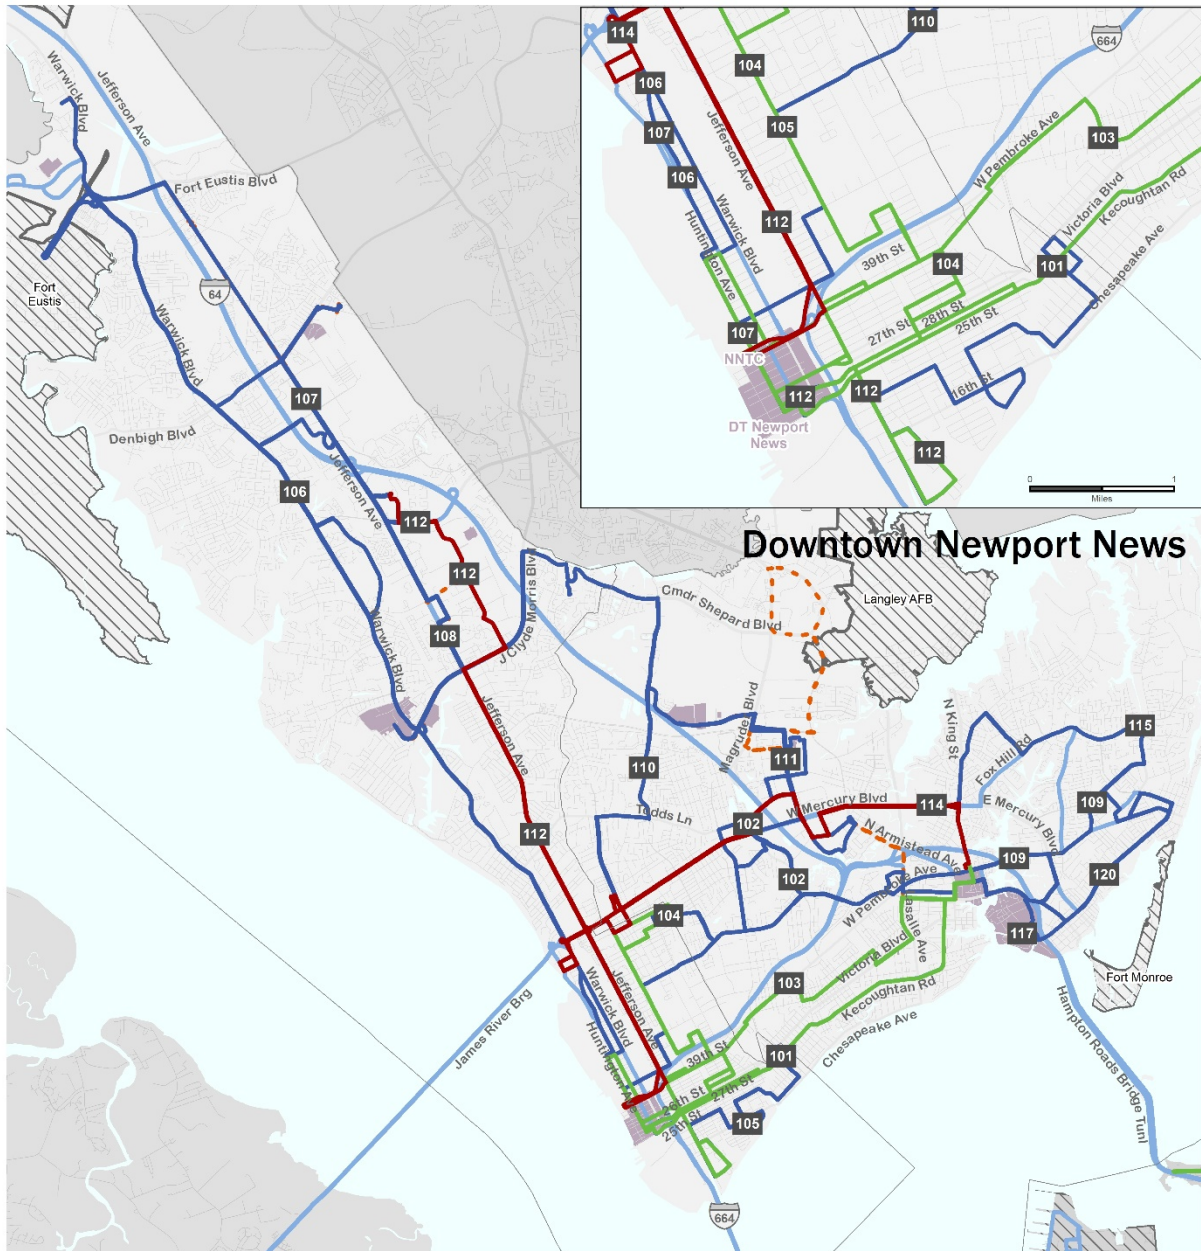 114
106
107
106
104
105
110
664
103
W Pembroke Ave
Jefferson Ave
Warwick Blvd
Huntington Ave
112
39th St
104
Victoria Blvd
Kecoughtan Rd
101
Chesapeake Ave
27th St
28th St
25th St
107
NNTC
112
112
16th St
DT Newport
News
112
0
1
Miles
Downtown Newport News
Warwick Blvd
Jefferson Ave
Fort Eustis Blvd
Fort
Eustis
64
Warwick Blvd
107
Denbigh Blvd
106
Jefferson Ave
112
112
108
J Clyde Morris Blvd
Warwick Blvd
Cmdr Shepard Blvd
Langley AFB
Magruder Blvd
N King St
Jefferson Ave
110
111
Fox Hill Rd
115
Todds Ln
W Mercury Blvd
114
E Mercury Blvd
109
112
102
N Armistead Ave
109
102
W Pembroke Ave
120
104
Lasalle Ave
117
Victoria Blvd
103
Kecoughtan Rd
Fort Monroe
Warwick Blvd
Jefferson Ave
James River Brg
Huntington Ave
39th St
101
Chesapeake Ave
26th St
27th St
25th St
105
Hampton Roads Bridge Tunl
664